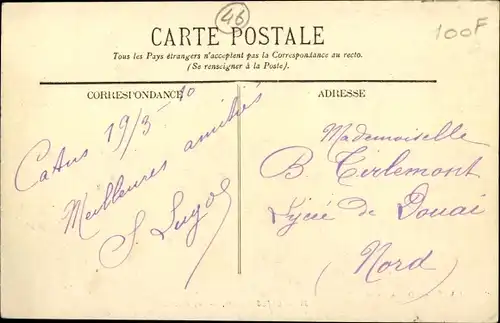 46
100F
CARTE POSTALE
Tous les Pays étrangers n'acceptent pas la Correspondance au recto.
(Se renseigner à la Poste).
CORRESPONDANCE
Catus 19/3-10
Meilleures amitiés
S.
ADRESSE
Mademoiselle
B. Tirlemont
Lycée de Douai
(Nord)